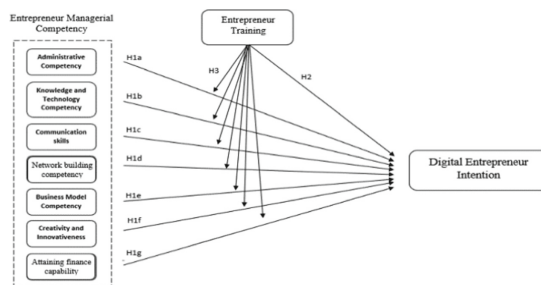 Entrepreneur Managerial
Competency
Administrative
Competency
Knowledge and
Technology
Competency
Communication
skills
Network building
competency
Business Model
Competency
Creativity and
Innovativeness
Attaining finance
capability
Entrepreneur
Training
H1a
H1b
H1c
H1d
H1e
H1f
H1g
H3
H2
Digital Entrepreneur
Intention